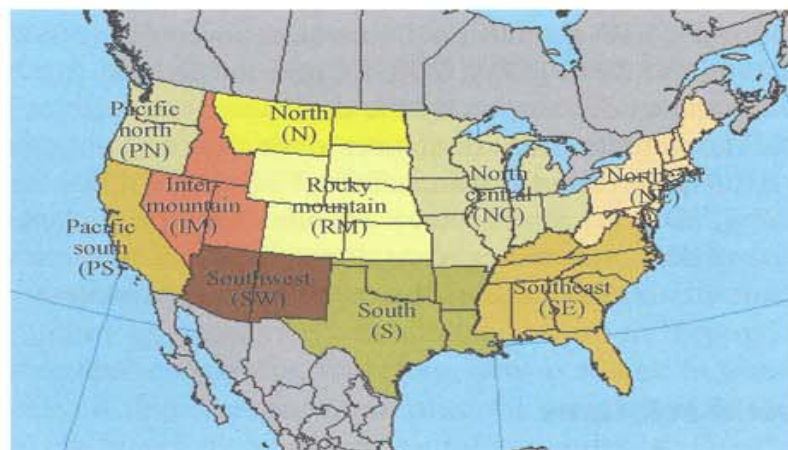 Pacific
north
(PN)
North
(N)
Inter-
mountain
(IM)
Rocky
mountain
(RM)
North
central
(NC)
Northeast
(NE)
Pacific
south
(PS)
Southwest
(SW)
South
(S)
Southeast
(SE)